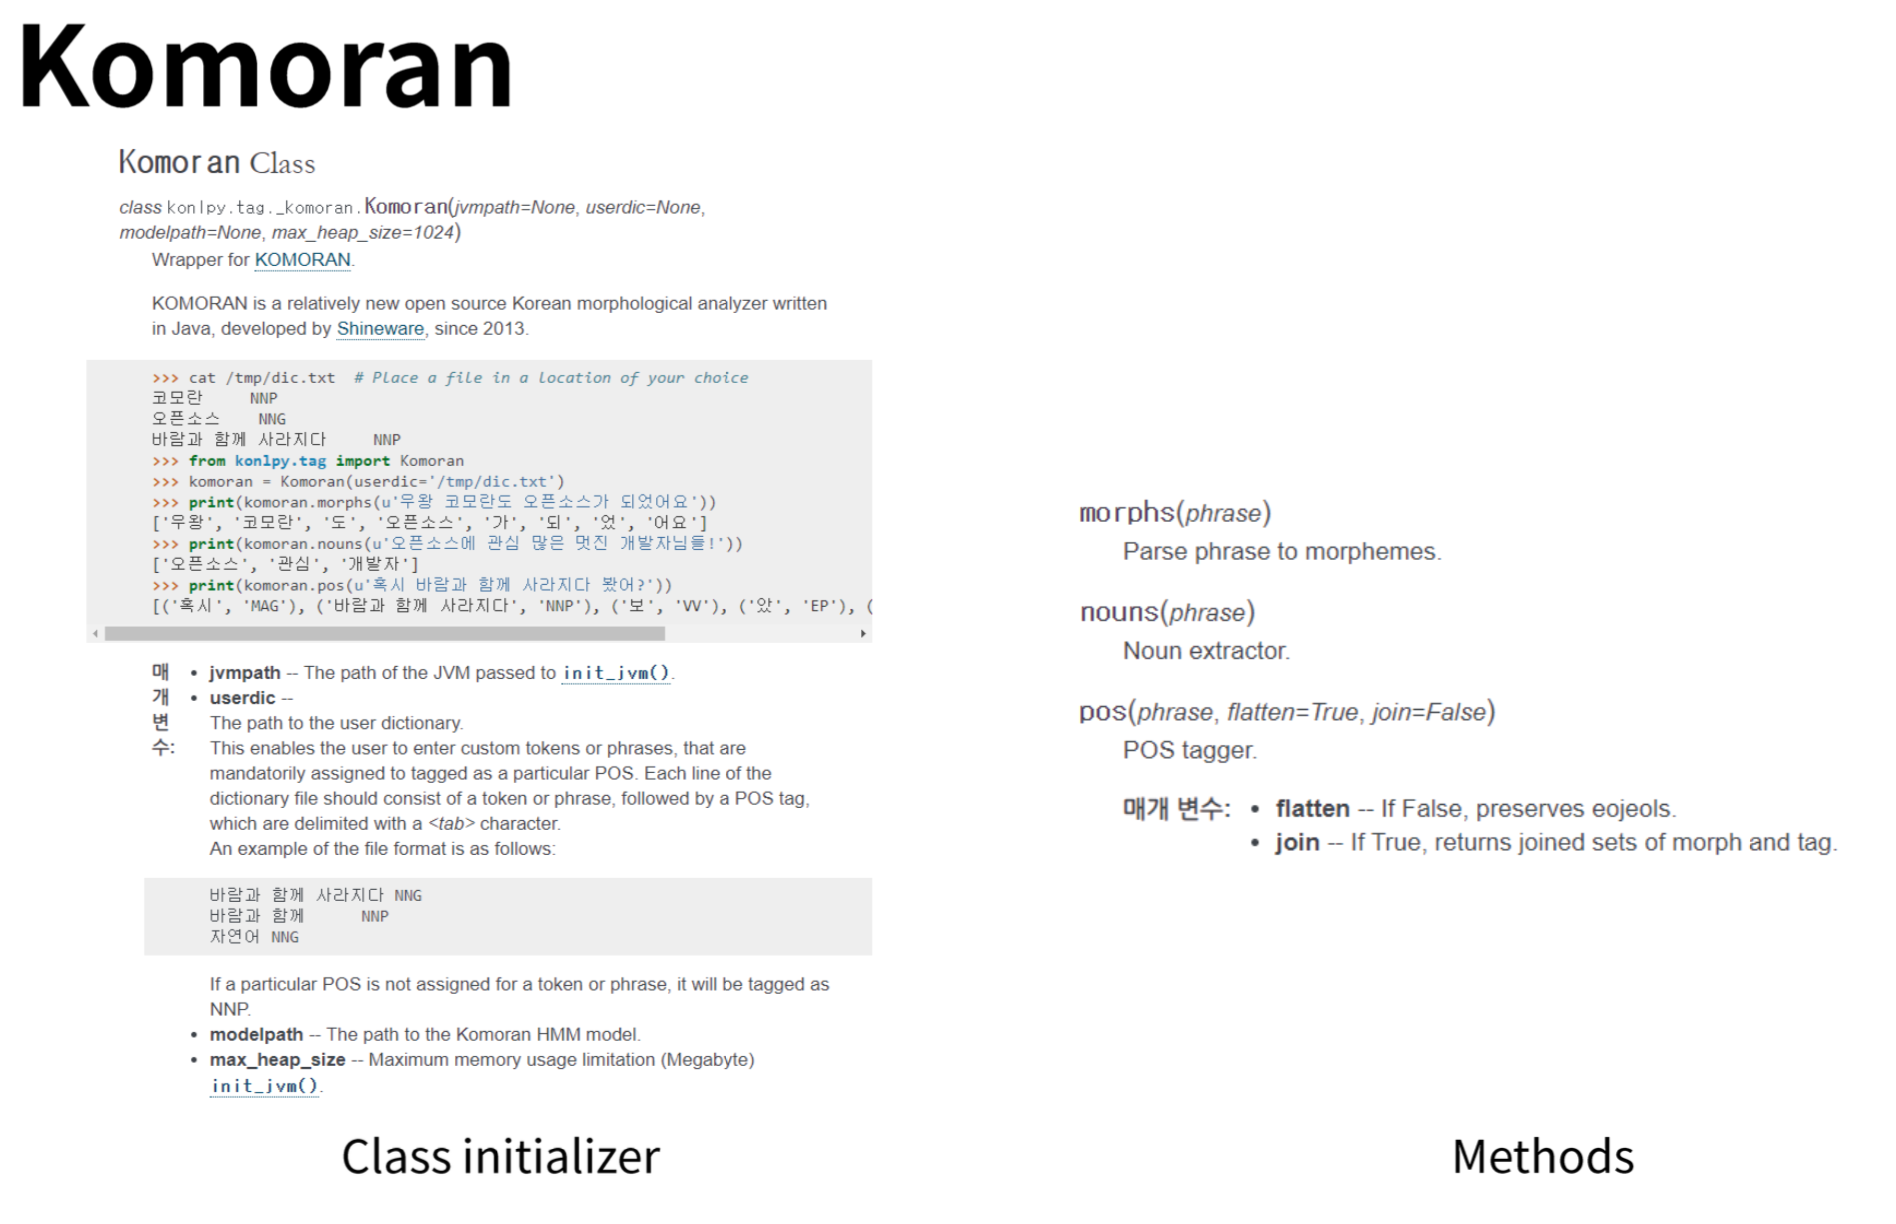 Komoran
Komoran Class
class konlpy.tag._komoran.Komoran(jvmpath=None, userdic=None,
modelpath=None, max_heap_size=1024)
Wrapper for KOMORAN.
KOMORAN is a relatively new open source Korean morphological analyzer written
in Java, developed by Shineware, since 2013.
>>> cat /tmp/dic.txt  # Place a file in a location of your choice
코모란     NNP
오픈소스    NNG
바람과 함께 사라지다     NNP
>>> from konlpy.tag import Komoran
>>> komoran = Komoran(userdic='/tmp/dic.txt')
>>> print(komoran.morphs(u'우왕 코모란도 오픈소스가 되었어요'))
['우왕', '코모란', '도', '오픈소스', '가', '되', '었', '어요']
>>> print(komoran.nouns(u'오픈소스에 관심 많은 멋진 개발자님들!'))
['오픈소스', '관심', '개발자']
>>> print(komoran.pos(u'혹시 바람과 함께 사라지다 봤어?'))
[('혹시', 'MAG'), ('바람과 함께 사라지다', 'NNP'), ('보', 'VV'), ('았', 'EP'), (
매개변수:
• jvmpath -- The path of the JVM passed to init_jvm().
• userdic --
The path to the user dictionary.
This enables the user to enter custom tokens or phrases, that are
mandatorily assigned to tagged as a particular POS. Each line of the
dictionary file should consist of a token or phrase, followed by a POS tag,
which are delimited with a <tab> character.
An example of the file format is as follows:
바람과 함께 사라지다 NNG
바람과 함께      NNP
자연어 NNG
If a particular POS is not assigned for a token or phrase, it will be tagged as
NNP.
• modelpath -- The path to the Komoran HMM model.
• max_heap_size -- Maximum memory usage limitation (Megabyte)
init_jvm().
Class initializer
morphs(phrase)
Parse phrase to morphemes.
nouns(phrase)
Noun extractor.
pos(phrase, flatten=True, join=False)
POS tagger.
매개 변수: • flatten -- If False, preserves eojeols.
• join -- If True, returns joined sets of morph and tag.
Methods